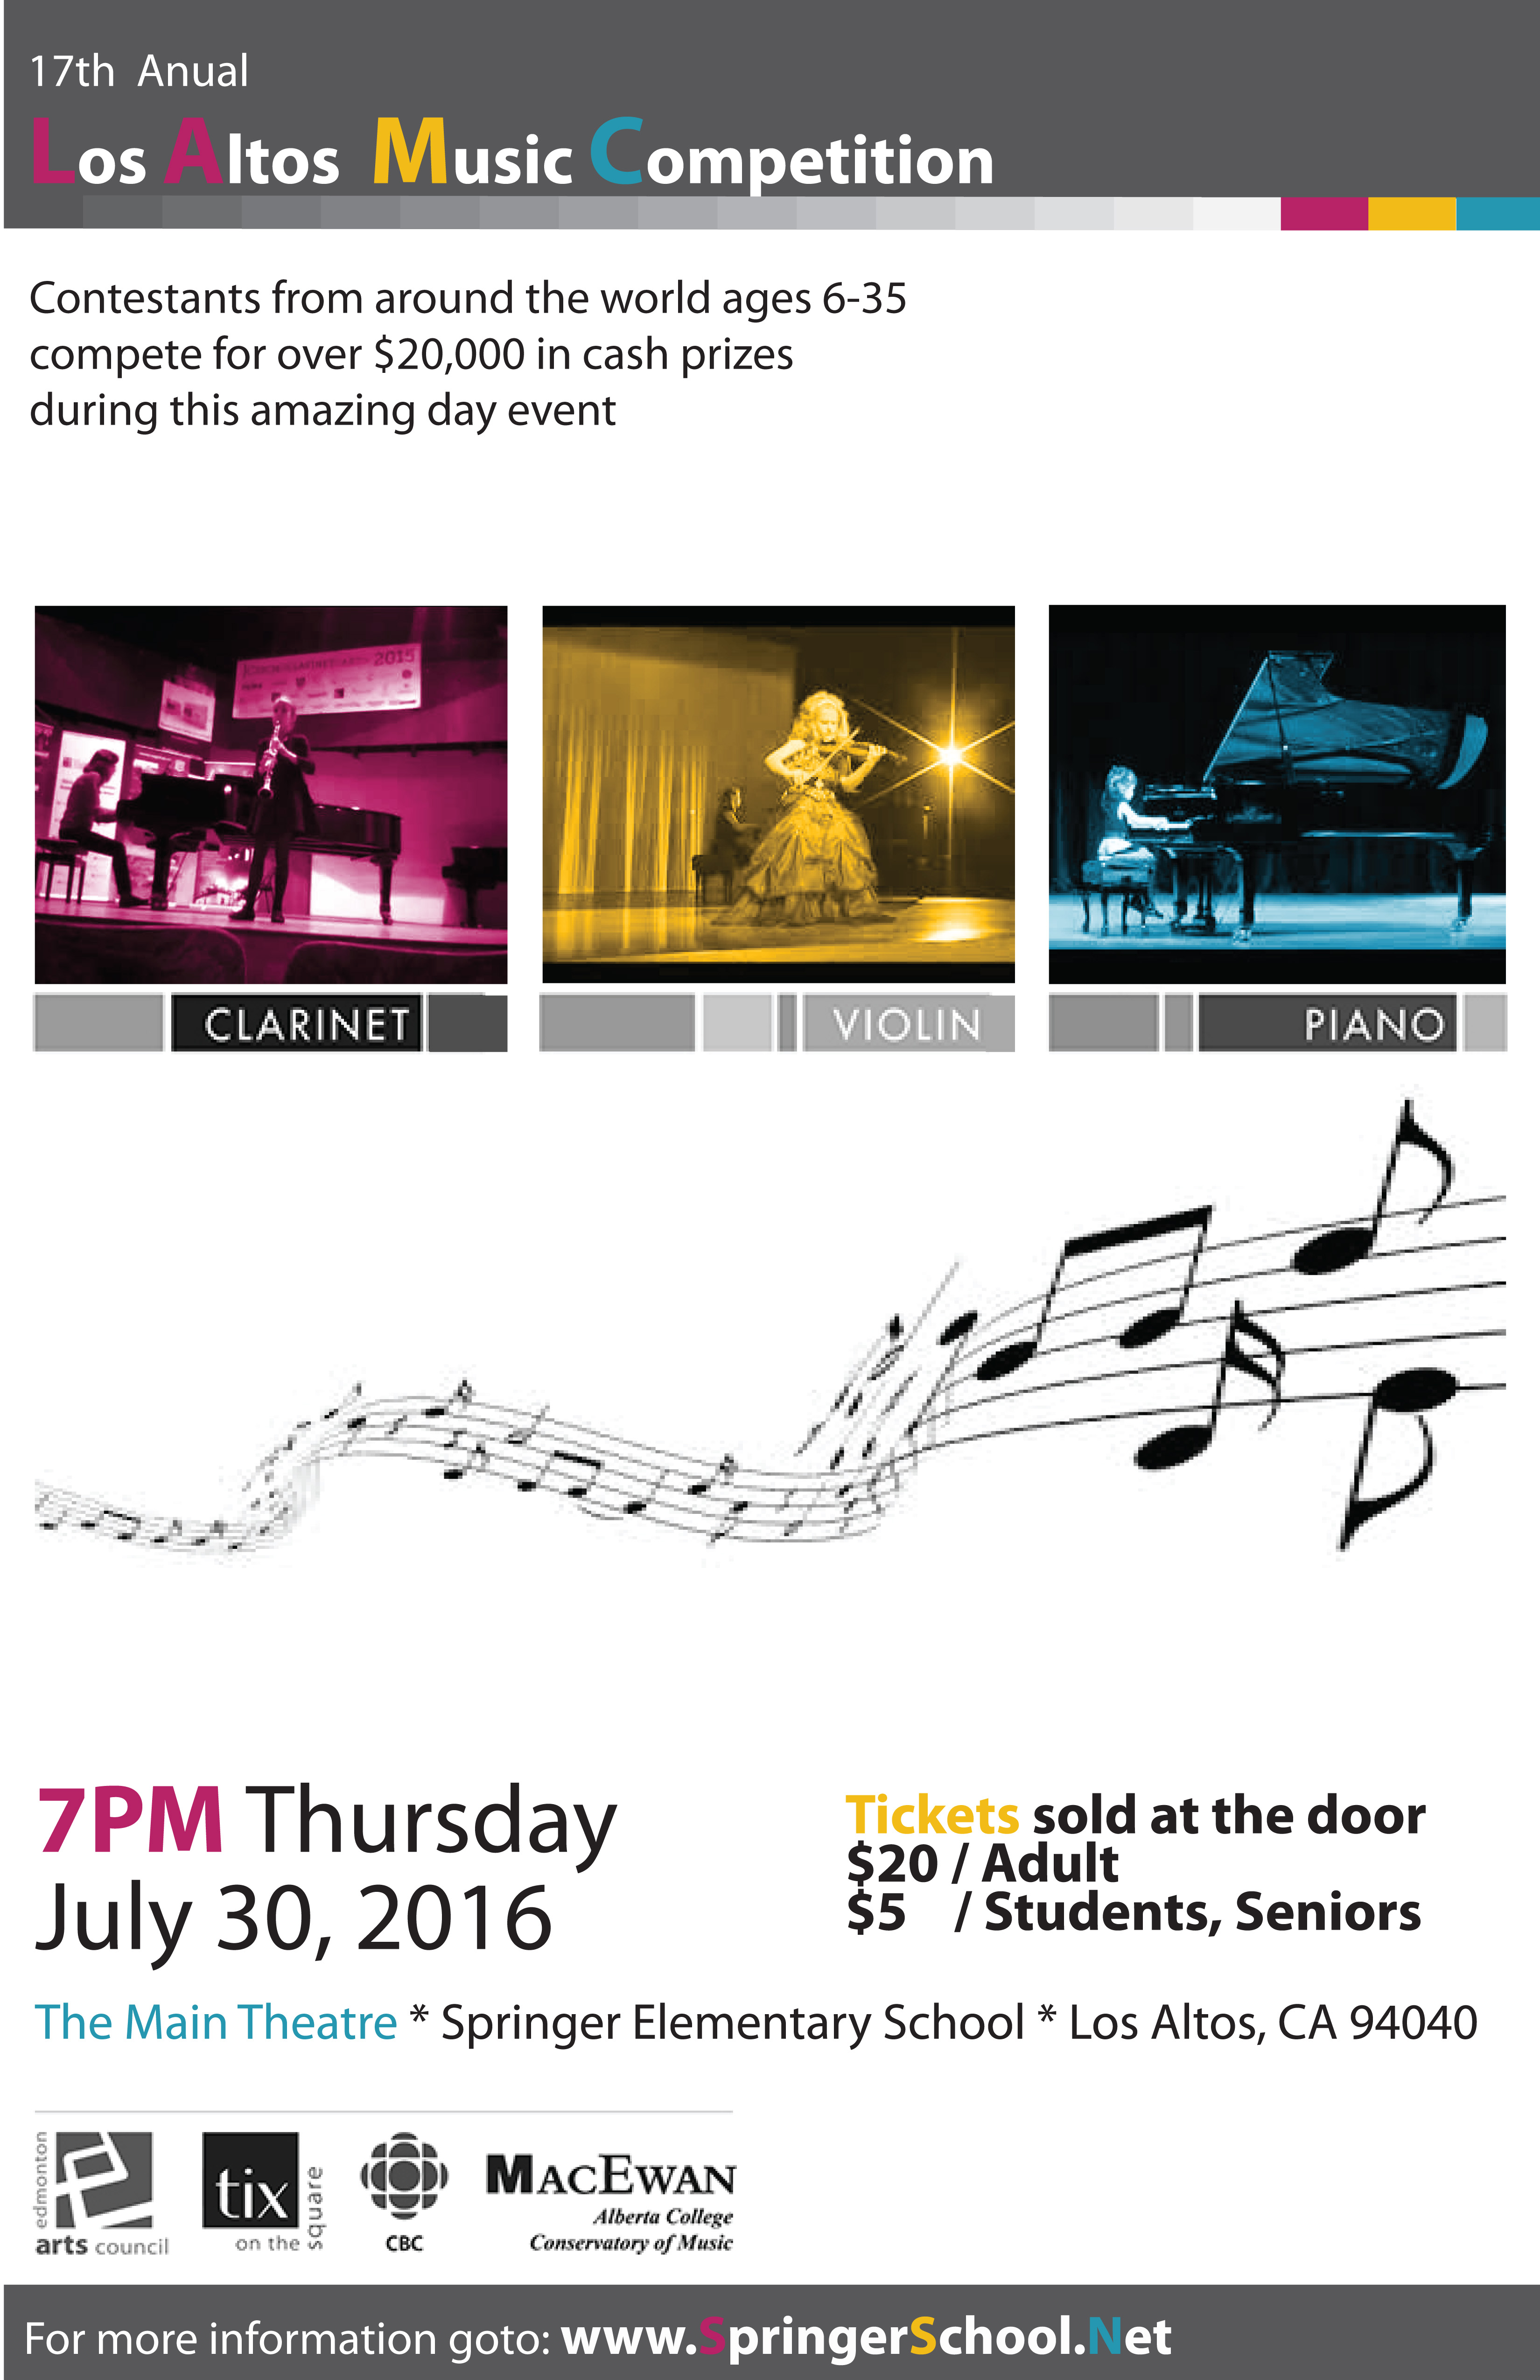 17th Anual
Los Altos Music Competition
Contestants from around the world ages 6-35
compete for over $20,000 in cash prizes
during this amazing day event
2015
CLARINET
VIOLIN
PIANO
7PM Thursday
July 30, 2016
Tickets sold at the door
$20 / Adult
$5 / Students, Seniors
The Main Theatre * Springer Elementary School * Los Altos, CA 94040
edmonton
arts council
tix
on the
square
CBC
MACEWAN
Alberta College
Conservatory of Music
For more information goto: www.SpringerSchool.Net